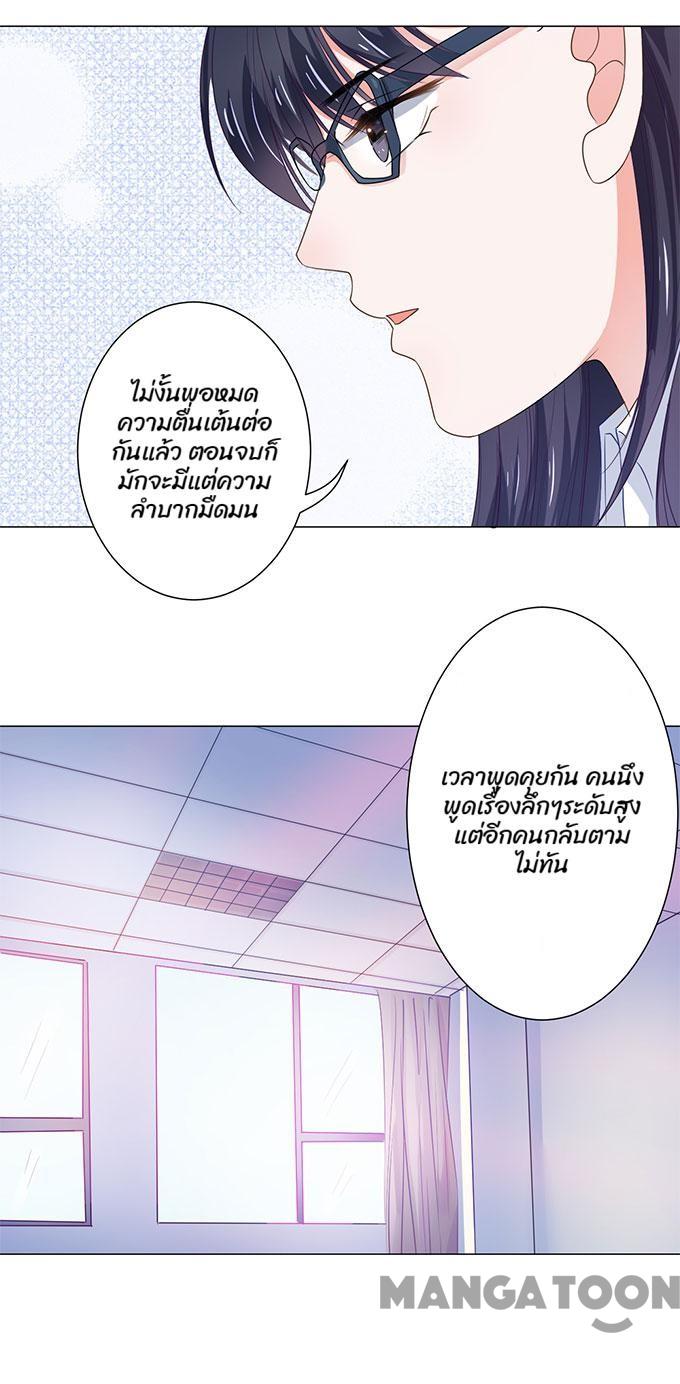 ไม่งั้นพอหมด
ความตื่นเต้นต่อ
กันแล้ว ตอนจบก็
มักจะมีแต่ความ
ลำบากมืดมน
เวลาพูดคุยกัน คนนึง
พูดเรื่องลึกๆระดับสูง
แต่อีกคนกลับตาม
ไม่ทัน
MANGATOON